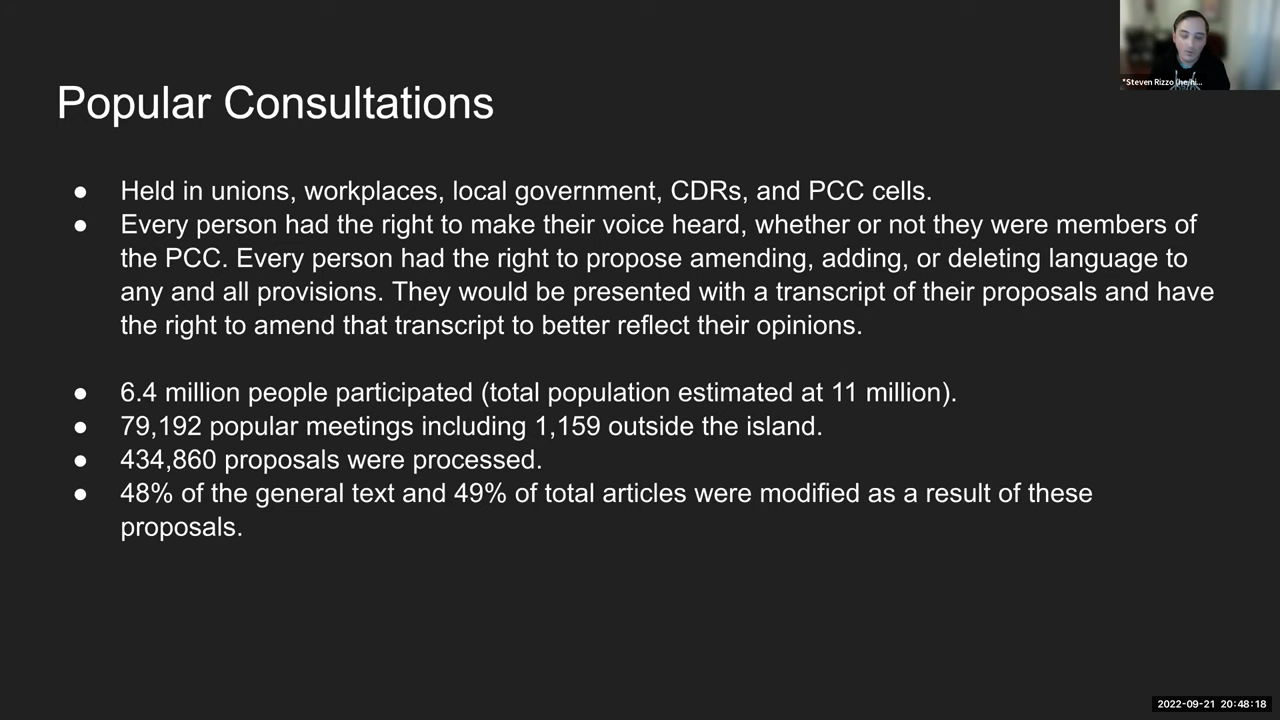 *Steven Rizzo (he/hi...
Popular Consultations
● Held in unions, workplaces, local government, CDRs, and PCC cells.
● Every person had the right to make their voice heard, whether or not they were members of
the PCC. Every person had the right to propose amending, adding, or deleting language to
any and all provisions. They would be presented with a transcript of their proposals and have
the right to amend that transcript to better reflect their opinions.
● 6.4 million people participated (total population estimated at 11 million).
● 79,192 popular meetings including 1,159 outside the island.
● 434,860 proposals were processed.
● 48% of the general text and 49% of total articles were modified as a result of these
proposals.
2022-09-21 20:48:18